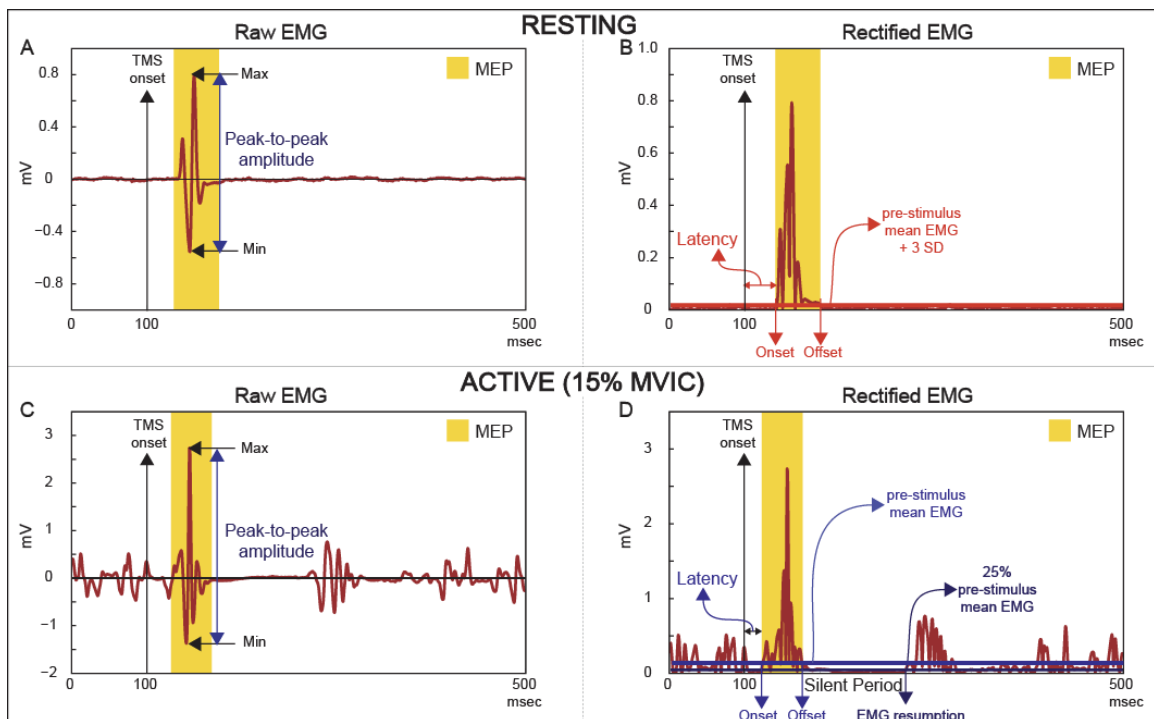 RESTING
A
Raw EMG
TMS
onset
Max
MEP
0.8
0.4
0
−0.4
−0.8
mV
Peak-to-peak
amplitude
Min
0
100
500
msec
B
Rectified EMG
TMS
onset
MEP
1.0
0.8
0.6
0.4
0.2
0
mV
Latency
pre-stimulus
mean EMG
+ 3 SD
0
100
500
msec
Onset
Offset
ACTIVE (15% MVIC)
C
Raw EMG
TMS
onset
Max
MEP
3
2
1
0
−1
−2
mV
Peak-to-peak
amplitude
Min
0
100
500
msec
D
Rectified EMG
TMS
onset
MEP
3
2
1
0
mV
pre-stimulus
mean EMG
Latency
25%
pre-stimulus
mean EMG
0
100
500
msec
Silent Period
Onset
Offset
EMG resumption